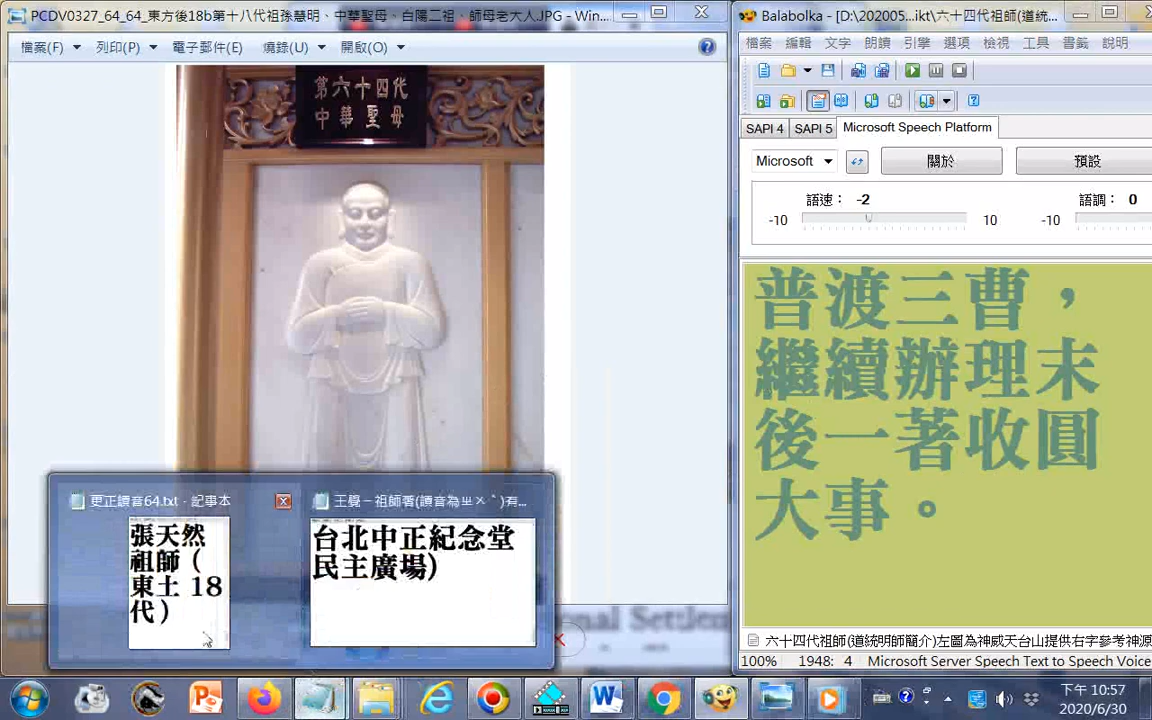 PCDV0327_64_64_東方後18b第十八代祖孫慧明、中華聖母、白陽二祖、師母老大人.JPG - Win...
檔案(F)
列印(P)
電子郵件(E)
燒錄(U)
開啟(O)
第六十四代
中華聖母
更正讀音64.txt - 記事本
張天然
祖師（
東土 18
代）
台北中正紀念堂
民主廣場)
Balabolka - [D:\202005...ikt\六十四代祖師(道統...
檔案 編輯 文字 朗讀 引擎 選項 檢視 工具 書籤 說明
SAPI 4
SAPI 5
Microsoft Speech Platform
Microsoft
關於
預設
語速： -2
語調： 0
-10
10
-10
普渡三曹，
繼續辦理末
後一著收圓
大事。
六十四代祖師(道統明師簡介)左圖為神威天台山提供右字參考神源
100%
1948: 4
Microsoft Server Speech Text to Speech Voice
下午 10:57
2020/6/30